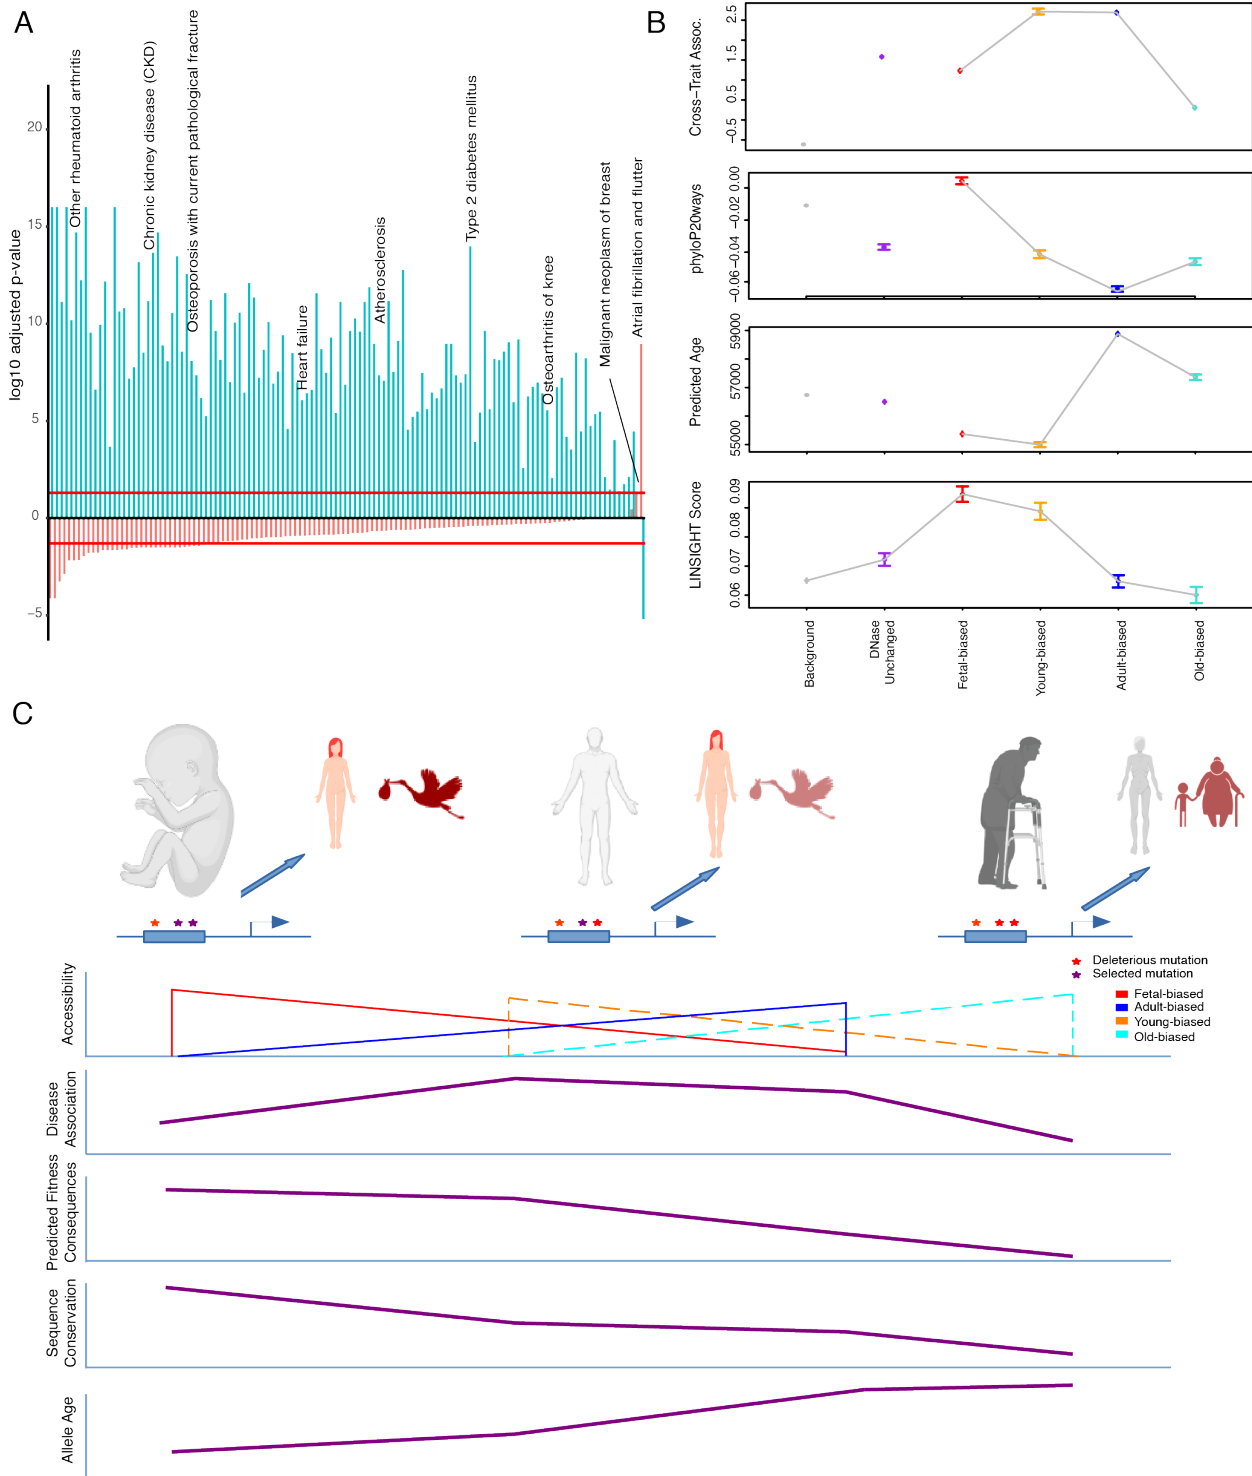 A
log10 adjusted p-value
20
15
10
5
0
−5
Other rheumatoid arthritis
Chronic kidney disease (CKD)
Osteoporosis with current pathological fracture
Heart failure
Atherosclerosis
Type 2 diabetes mellitus
Osteoarthritis of knee
Malignant neoplasm of breast
Atrial fibrillation and flutter
B
Cross−Trait Assoc.
2.5
1.5
0.5
−0.5
phyloP20ways
0.00
−0.02
−0.04
−0.06
Predicted Age
59000
57000
55000
LINSIGHT Score
0.09
0.08
0.07
0.06
Background
DNase
Unchanged
Fetal-biased
Young-biased
Adult-biased
Old-biased
C
Deleterious mutation
Selected mutation
Fetal-biased
Adult-biased
Young-biased
Old-biased
Accessibility
Disease
Association
Predicted Fitness
Consequences
Sequence
Conservation
Allele Age